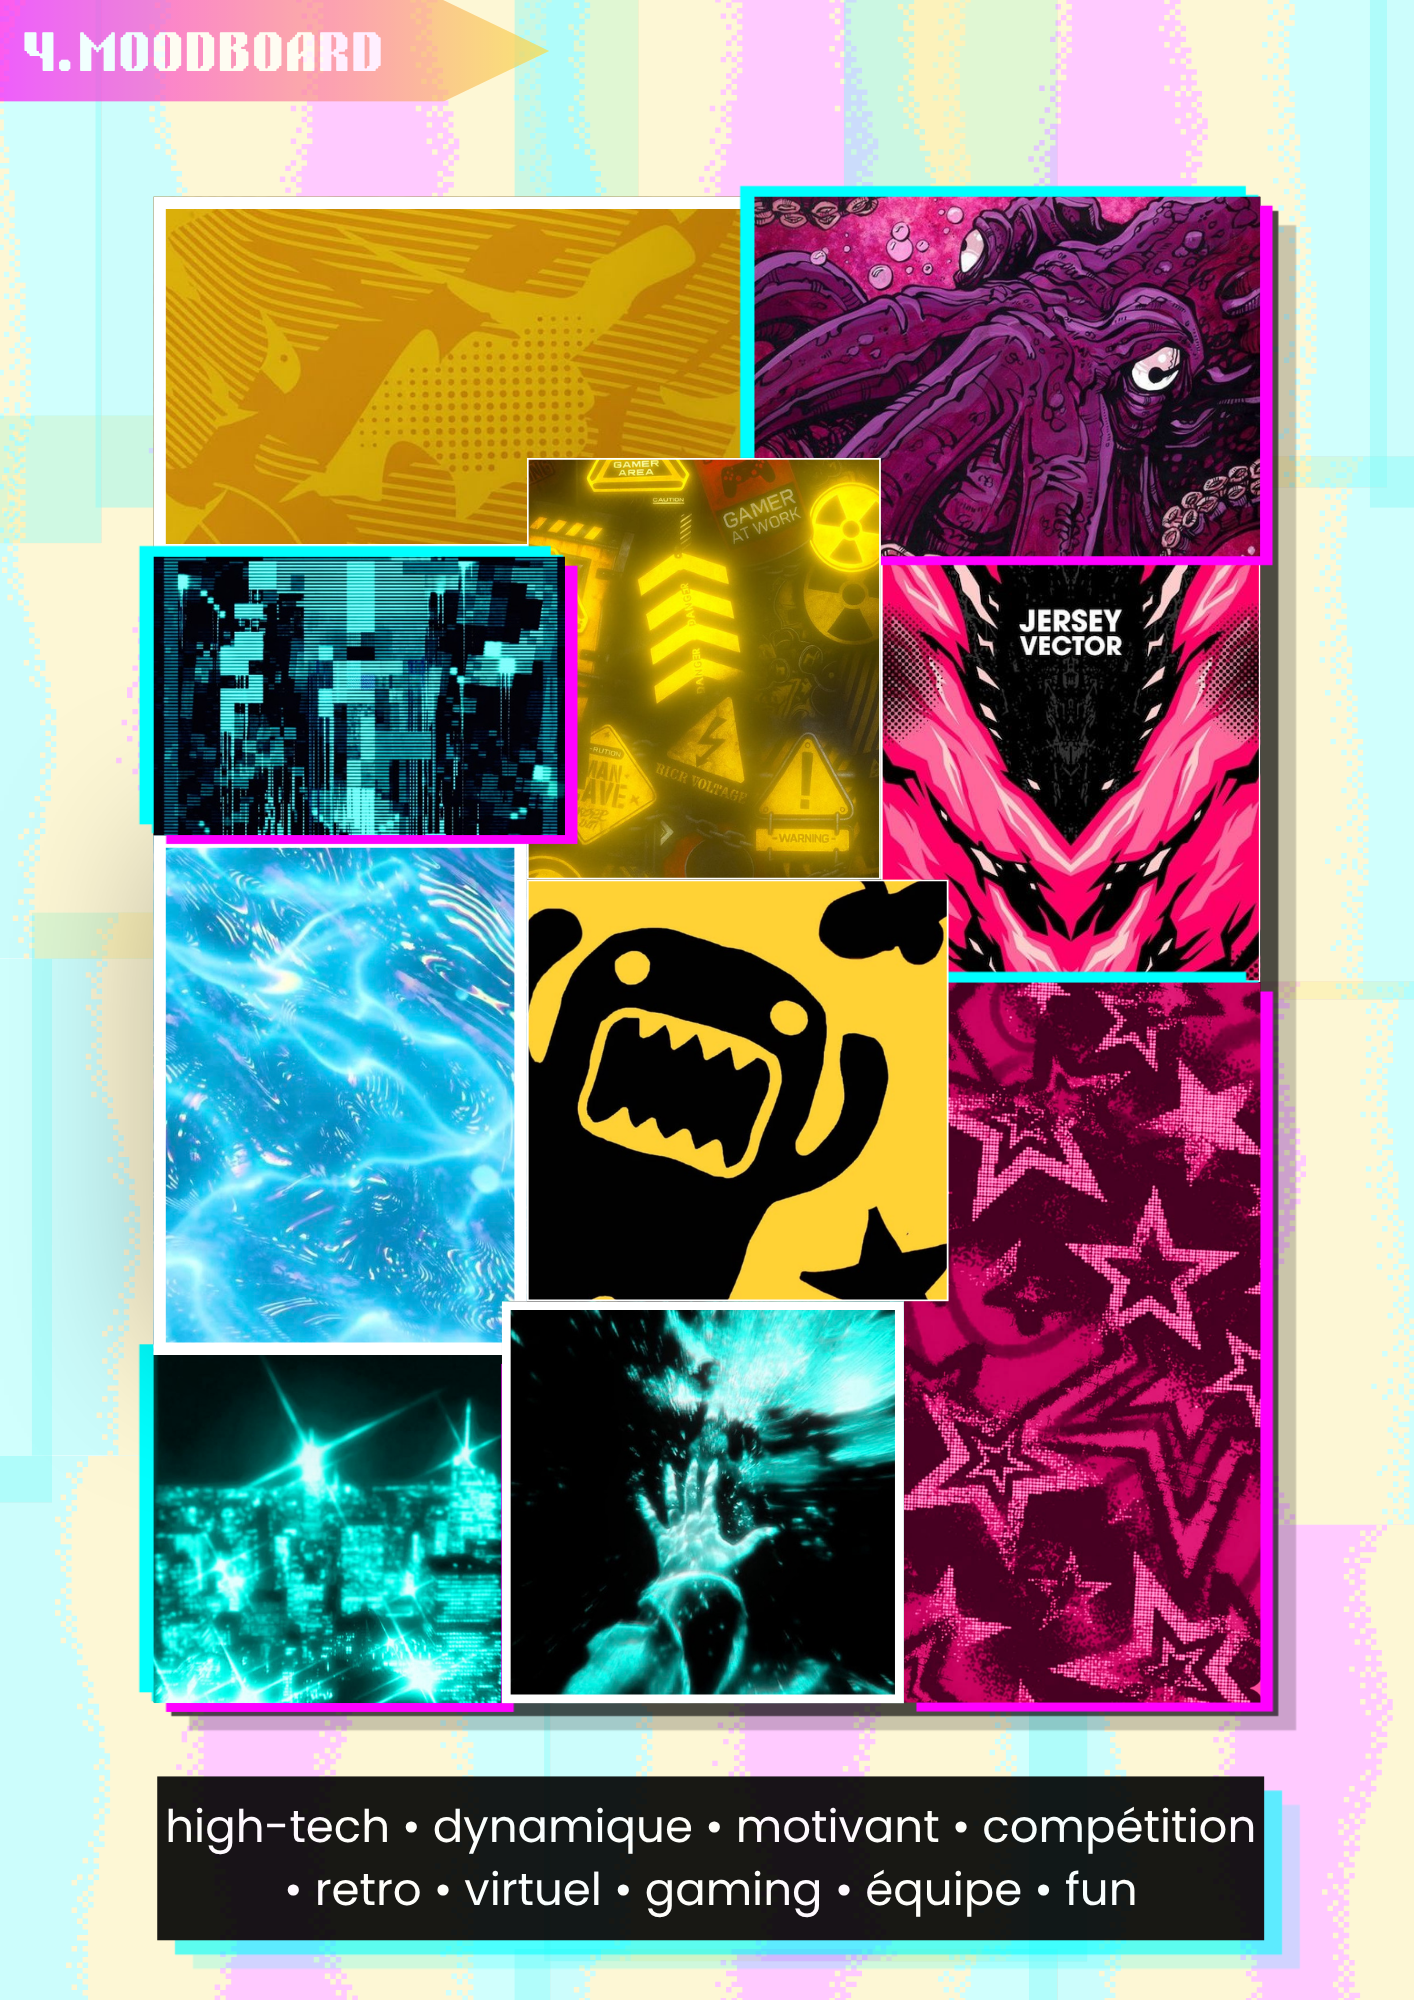 4.MOODBOARD
GAMER
AREA
CAUTION
GAMER
AT WORK
DANGER
DANGER
JERSEY
VECTOR
HIGH VOLTAGE
-WARNING-
high-tech • dynamique • motivant • compétition
• retro • virtuel • gaming • équipe • fun